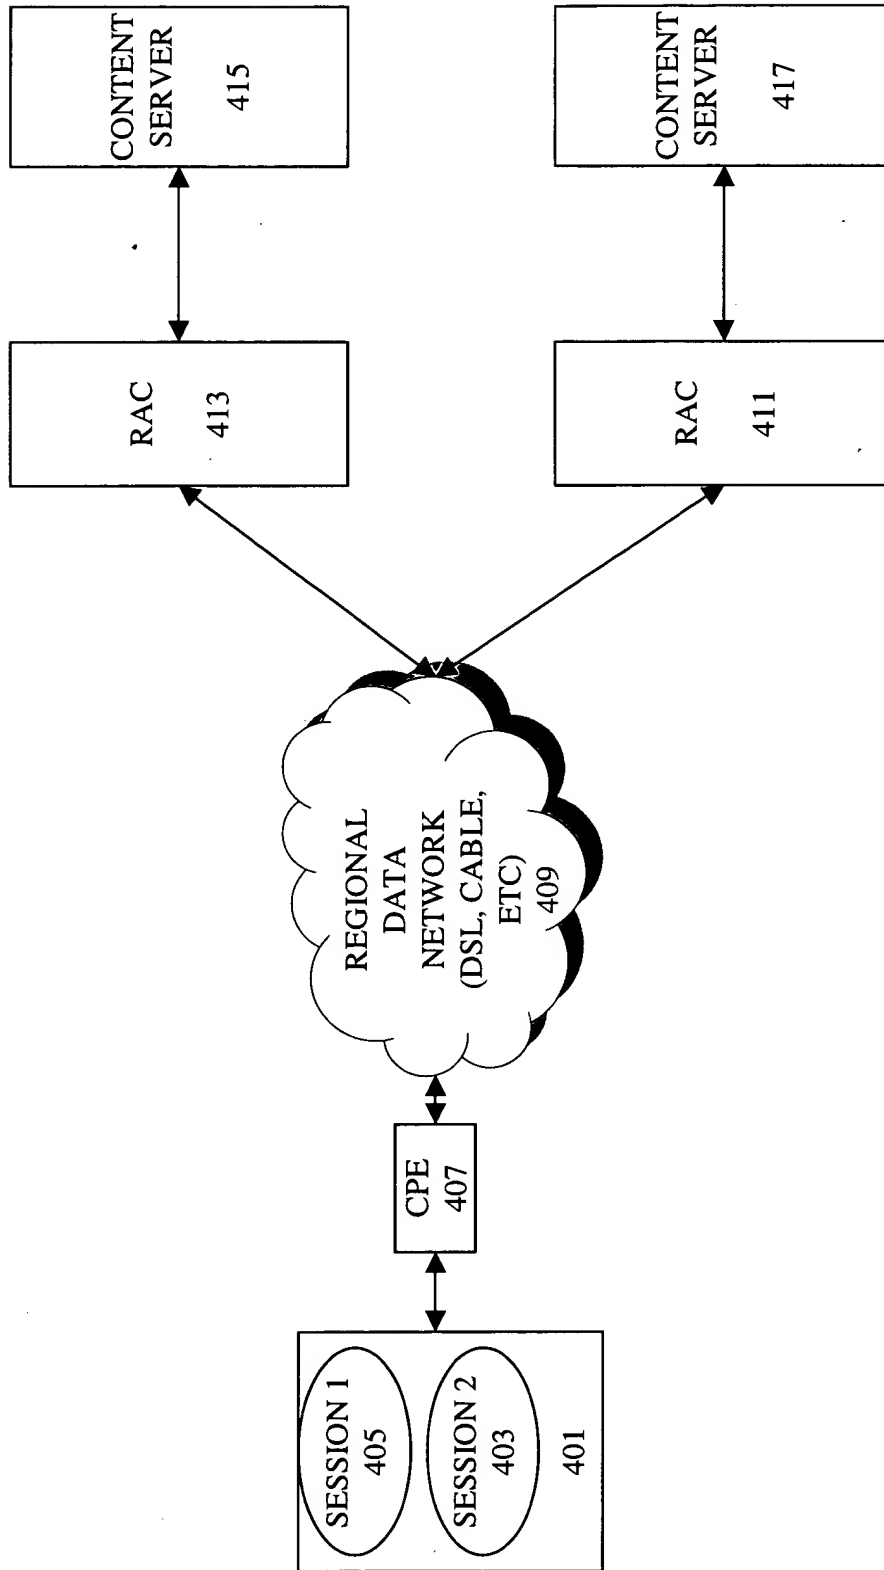 SESSION 1
405
SESSION 2
403
401
CPE
407
REGIONAL
DATA
NETWORK
(DSL, CABLE,
ETC)
409
RAC
413
CONTENT
SERVER
415
RAC
411
CONTENT
SERVER
417